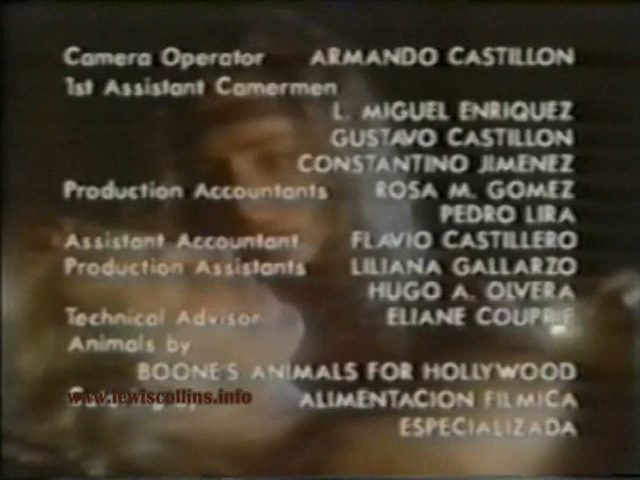 Camera Operator ARMANDO CASTILLON
1st Assistant Camermen
L. MIGUEL ENRIQUEZ
GUSTAVO CASTILLON
CONSTANTINO JIMENEZ
Production Accountants ROSA M. GOMEZ
PEDRO LIRA
Assistant Accountant FLAVIO CASTILLERO
Production Assistants LILIANA GALLARZO
HUGO A. OLVERA
Technical Advisor ELIANE COUPRIE
Animals by
BOONE'S ANIMALS FOR HOLLYWOOD
www.lewiscollins.info
by ALIMENTACION FILMICA
ESPECIALIZADA